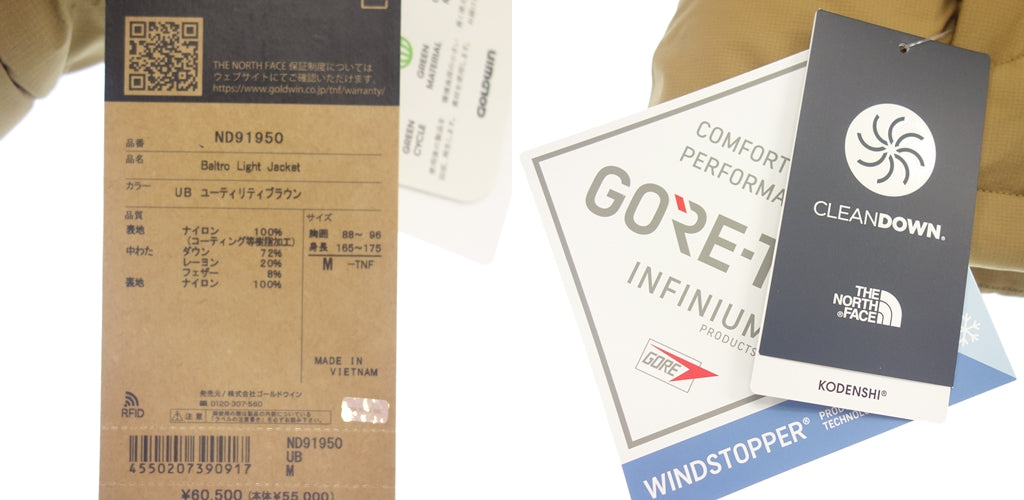 THE NORTH FACE 保証制度については
ウェブサイトにてご確認いただけます。
https://www.goldwin.co.jp/tnf/warranty/
品番 ND91950
品名 Baltro Light Jacket
カラー UB ユーティリティブラウン
品質
表地 ナイロン 100%
(コーティング等樹脂加工)
中わた ダウン 72%
レーヨン 20%
フェザー 8%
裏地 ナイロン 100%
サイズ
胸囲 88～ 96
身長 165～175
M -TNF
MADE IN
VIETNAM
発売元/株式会社ゴールドウイン
0120-307-560
RFID
注意
ND91950
UB
M
4550207390917
¥60,500 (本体¥55,000)
GREEN
MATERIAL
GREEN
CYCLE
GOLDWIN
COMFORT
PERFORMA
GORE-T
INFINIUM
PRODUCTS
GORE
WINDSTOPPER®
PRO
TECHNOL
CLEANDOWN®
THE
NORTH
FACE®
KODENSHI®